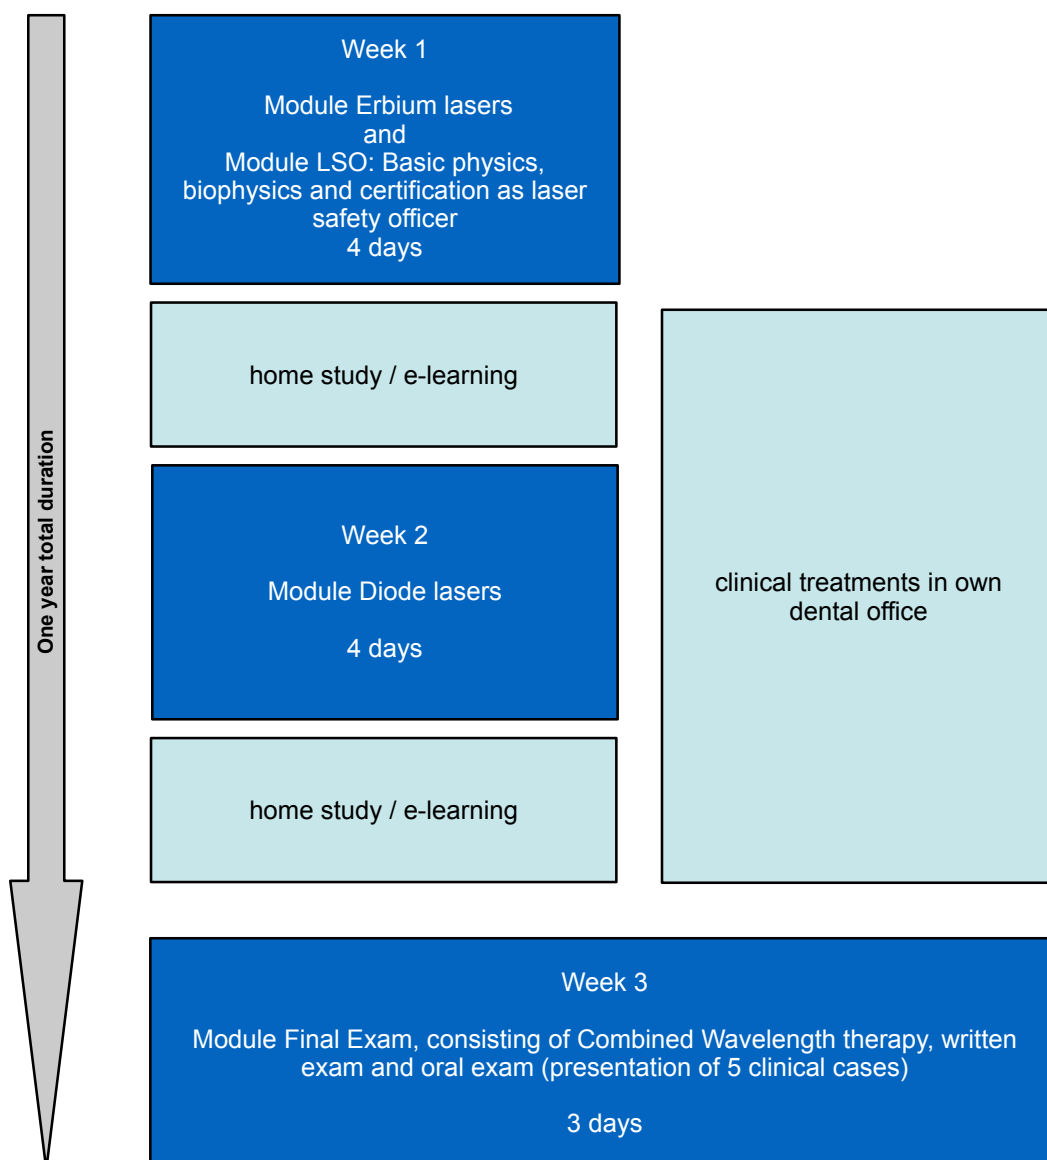 One year total duration
Week 1
Module Erbium lasers
and
Module LSO: Basic physics,
biophysics and certification as laser
safety officer
4 days
home study / e-learning
Week 2
Module Diode lasers
4 days
clinical treatments in own
dental office
home study / e-learning
Week 3
Module Final Exam, consisting of Combined Wavelength therapy, written
exam and oral exam (presentation of 5 clinical cases)
3 days